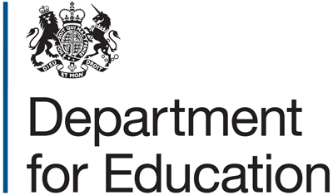 DIEU ET MON DROIT
Department
for Education